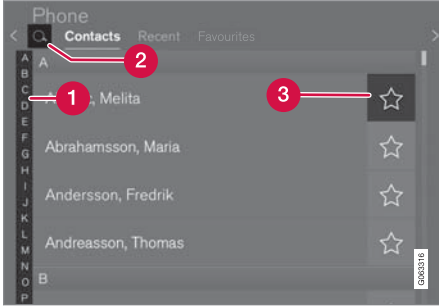 Phone
Contacts Recent Favourites
2
A
1
Melita
3
Abrahamsson, Maria
Andersson, Fredrik
Andreasson, Thomas
B
A
B
C
D
E
F
G
H
I
J
K
L
M
N
O
P
G063316